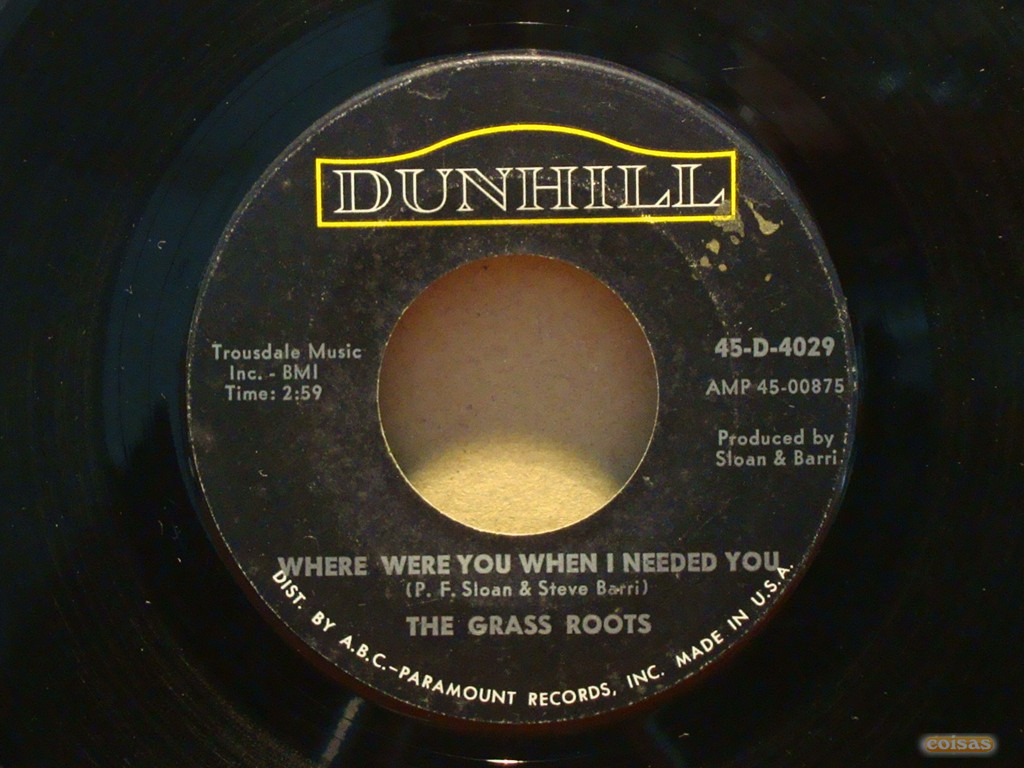 DUNHILL
Trousdale Music
Inc. - BMI
Time: 2:59
45-D-4029
AMP 45-00875
Produced by
Sloan & Barri
WHERE WERE YOU WHEN I NEEDED YOU
(P. F. Sloan & Steve Barri)
THE GRASS ROOTS
DIST. BY A.B.C.-PARAMOUNT RECORDS, INC. MADE IN U.S.A.
coisas